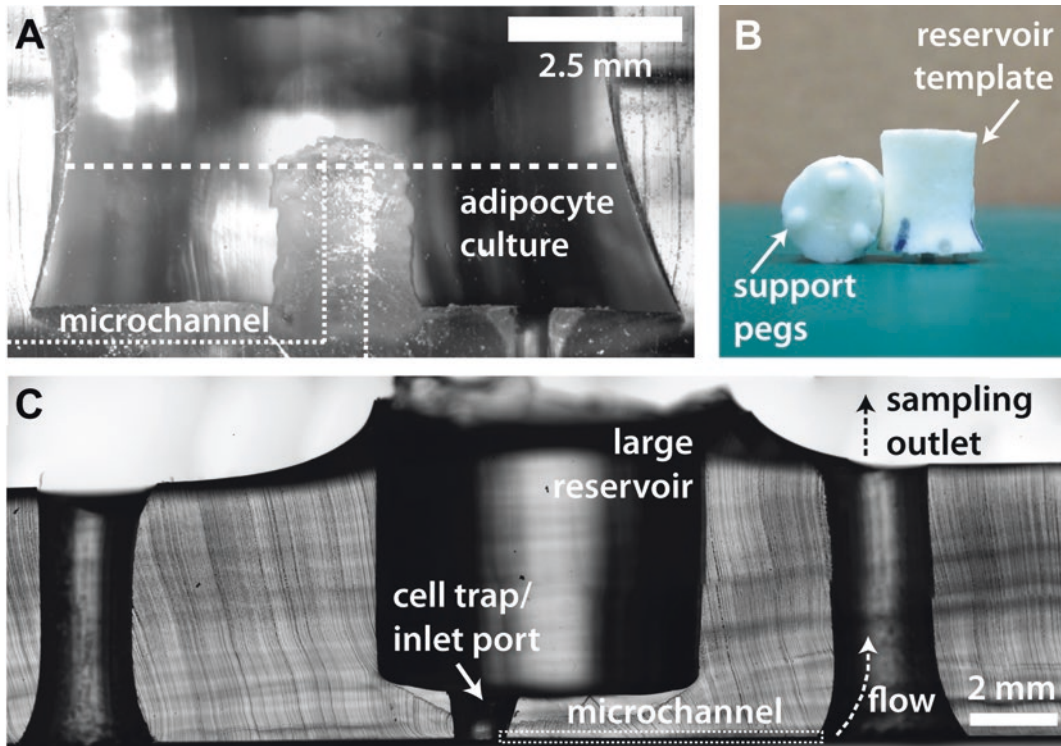 A
2.5 mm
adipocyte
culture
microchannel
B
reservoir
template
support
pegs
C
sampling
outlet
large
reservoir
cell trap/
inlet port
microchannel
flow
2 mm